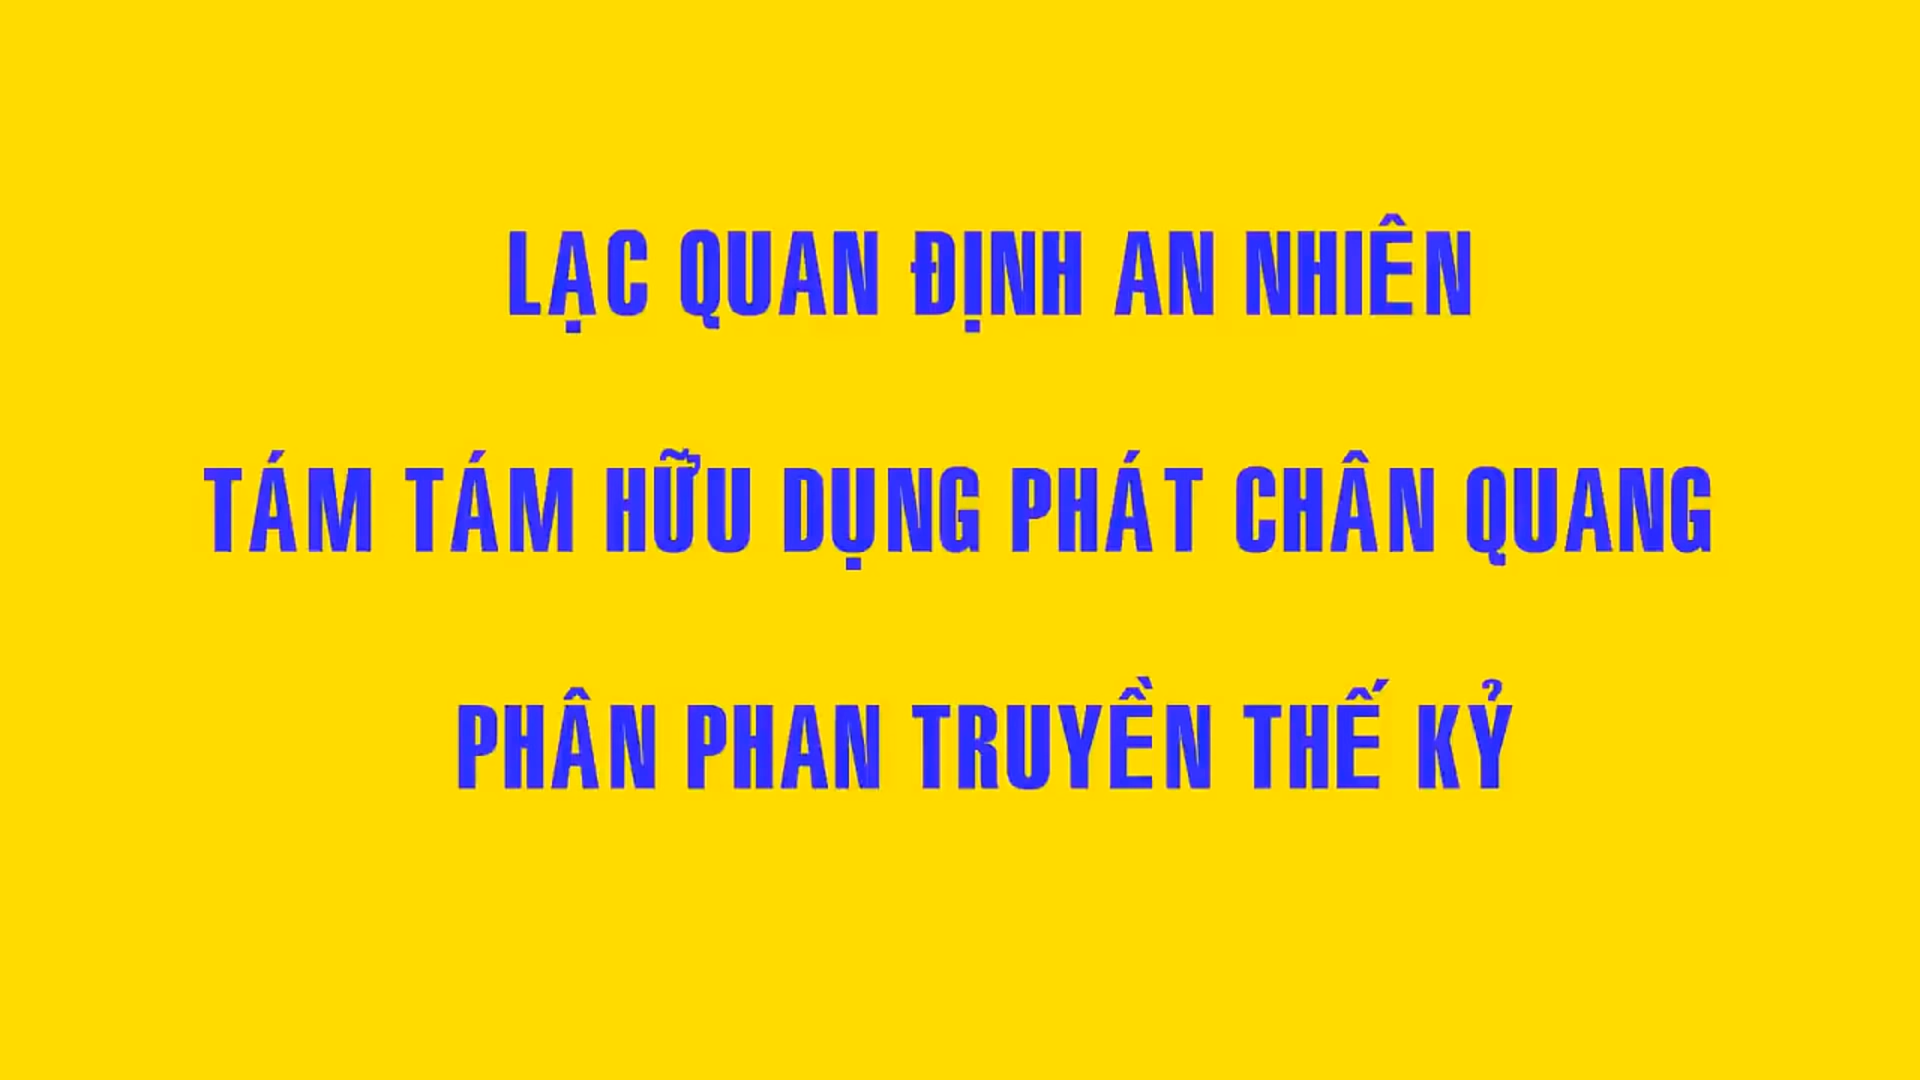 LẠC QUAN ĐỊNH AN NHIÊN
TÁM TÁM HỮU DỤNG PHÁT CHÂN QUANG
PHÂN PHAN TRUYỀN THẾ KỶ